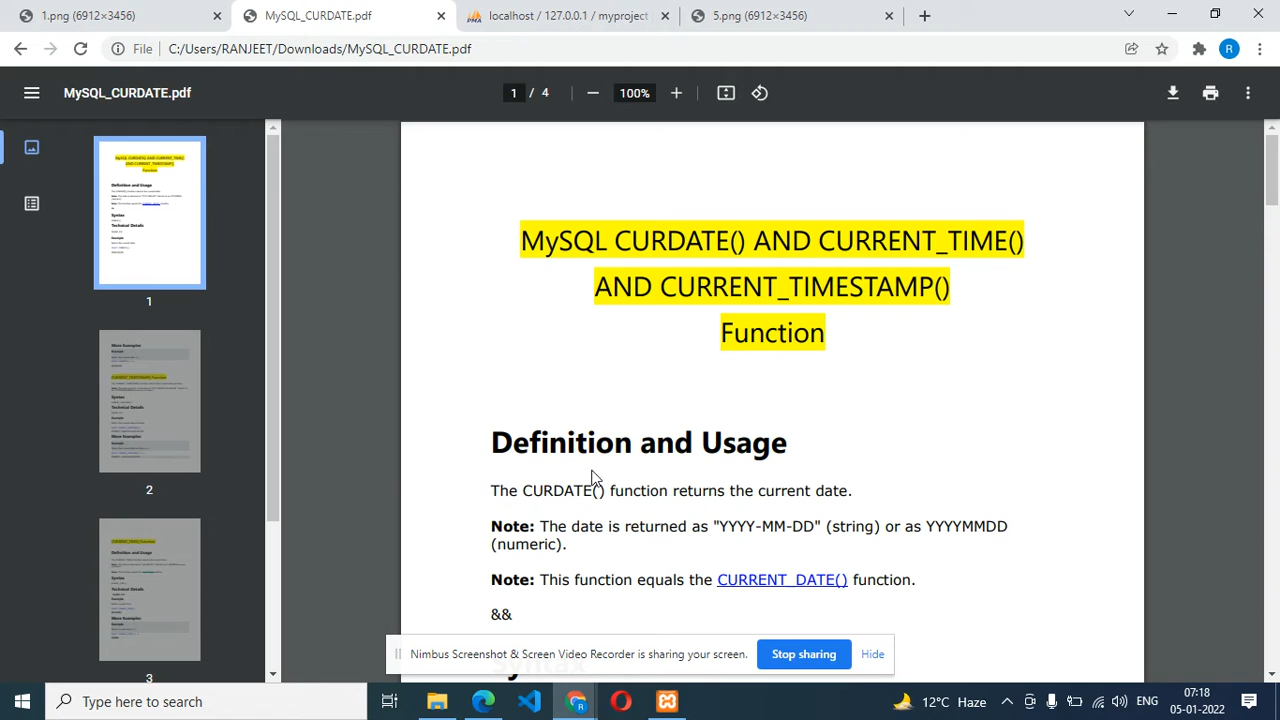 1.png (6912×3456)
MySQL_CURDATE.pdf
localhost / 127.0.0.1 / myproject
5.png (6912×3456)
File
C:/Users/RANJEET/Downloads/MySQL_CURDATE.pdf
R
MySQL_CURDATE.pdf
1 / 4
100%
1
2
3
MySQL CURDATE() AND CURRENT_TIME()
AND CURRENT_TIMESTAMP()
Function
Definition and Usage
The CURDATE() function returns the current date.
Note: The date is returned as "YYYY-MM-DD" (string) or as YYYYMMDD
(numeric).
Note: This function equals the CURRENT_DATE() function.
&&
Syntax
Nimbus Screenshot & Screen Video Recorder is sharing your screen.
Stop sharing
Hide
Type here to search
12°C Haze
ENG
07:18
05-01-2022